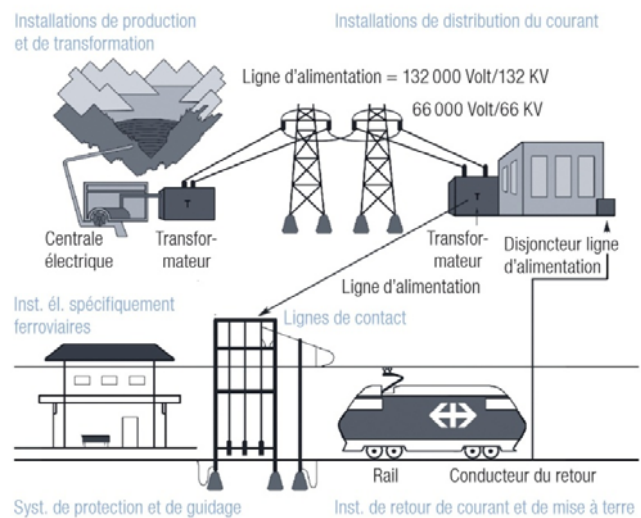 Installations de production
et de transformation
Installations de distribution du courant
Ligne d'alimentation = 132 000 Volt/132 KV
66 000 Volt/66 KV
T
T
Centrale
électrique
Transfor-
mateur
Transfor-
mateur
Disjoncteur ligne
d'alimentation
Ligne d'alimentation
Inst. él. spécifiquement
ferroviaires
Lignes de contact
Rail
Conducteur du retour
Syst. de protection et de guidage
Inst. de retour de courant et de mise à terre